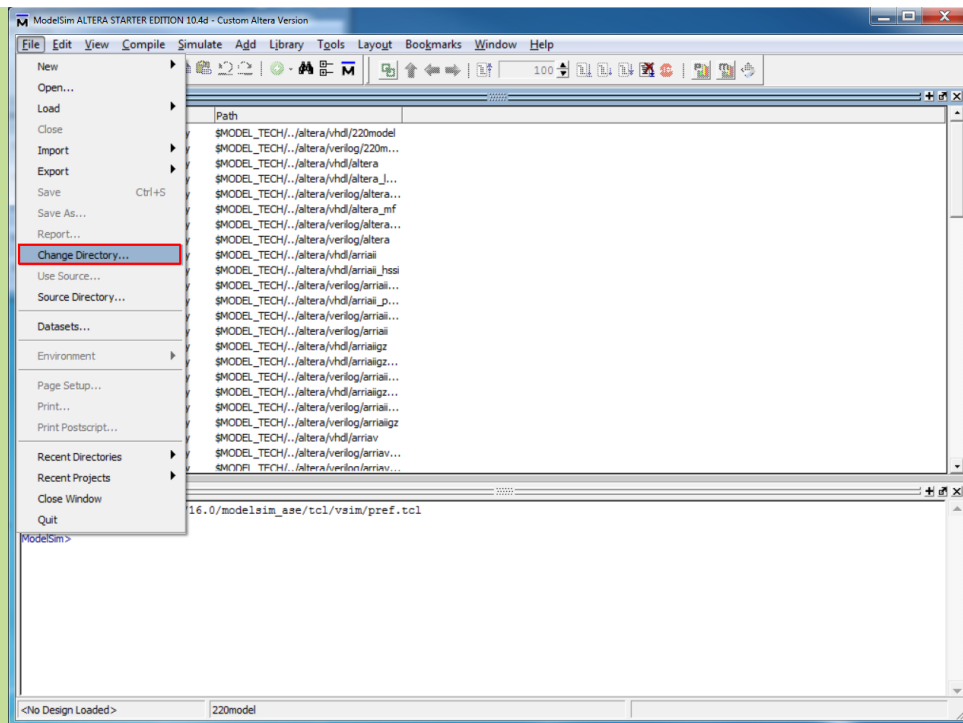 ModelSim ALTERA STARTER EDITION 10.4d - Custom Altera Version
File Edit View Compile Simulate Add Library Tools Layout Bookmarks Window Help
100
New
Open...
Load
Close
Import
Export
Save Ctrl+S
Save As...
Report...
Change Directory...
Use Source...
Source Directory...
Datasets...
Environment
Page Setup...
Print...
Print Postscript...
Recent Directories
Recent Projects
Close Window
Quit
Path
$MODEL_TECH/../altera/vhdl/220model
$MODEL_TECH/../altera/verilog/220m...
$MODEL_TECH/../altera/vhdl/altera
$MODEL_TECH/../altera/vhdl/altera_l...
$MODEL_TECH/../altera/verilog/altera...
$MODEL_TECH/../altera/vhdl/altera_mf
$MODEL_TECH/../altera/verilog/altera...
$MODEL_TECH/../altera/verilog/altera
$MODEL_TECH/../altera/vhdl/arriaii
$MODEL_TECH/../altera/vhdl/arriaii_hssi
$MODEL_TECH/../altera/verilog/arriaii...
$MODEL_TECH/../altera/vhdl/arriaii_p...
$MODEL_TECH/../altera/verilog/arriaii...
$MODEL_TECH/../altera/verilog/arriaii
$MODEL_TECH/../altera/vhdl/arriaiigz
$MODEL_TECH/../altera/vhdl/arriaiigz...
$MODEL_TECH/../altera/verilog/arriaii...
$MODEL_TECH/../altera/vhdl/arriaiigz...
$MODEL_TECH/../altera/verilog/arriaii...
$MODEL_TECH/../altera/verilog/arriaiigz
$MODEL_TECH/../altera/vhdl/arriav
$MODEL_TECH/../altera/verilog/arriav...
$MODEL_TECH/../altera/verilog/arriav...
/16.0/modelsim_ase/tcl/vsim/pref.tcl
ModelSim>
<No Design Loaded> 220model